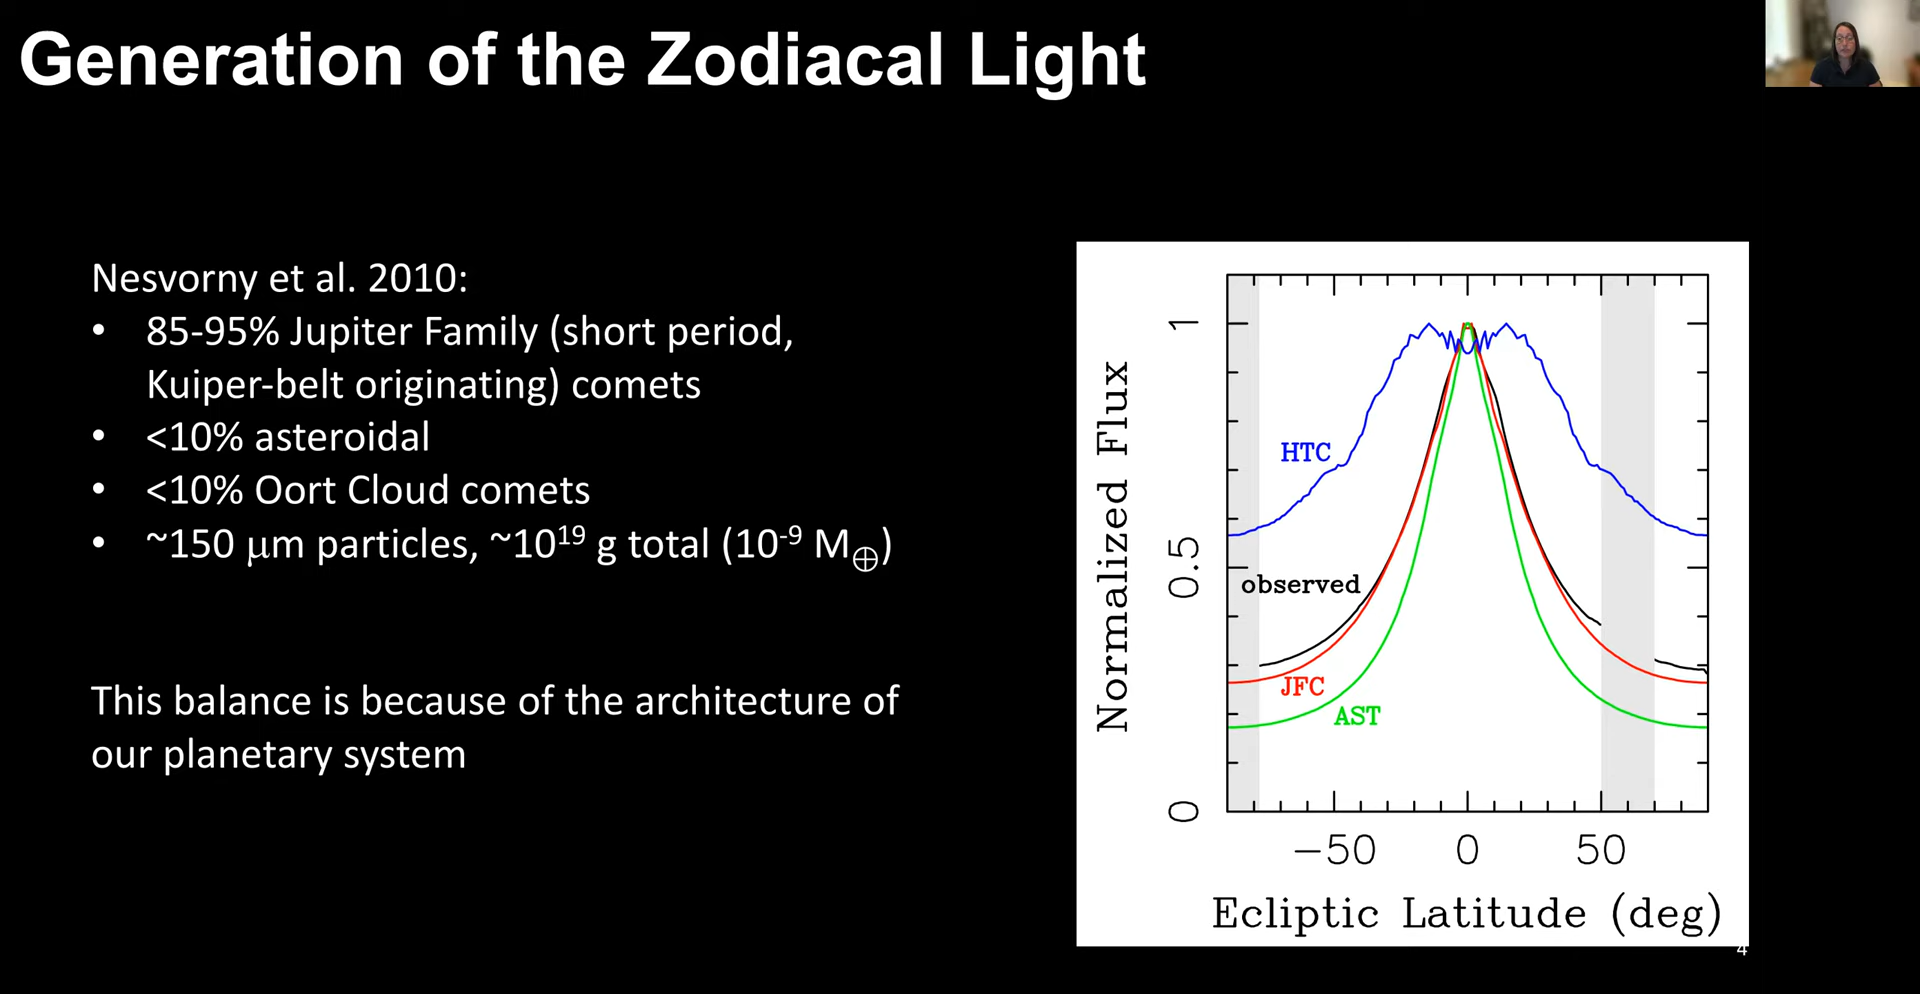 Generation of the Zodiacal Light
Nesvorny et al. 2010:
• 85-95% Jupiter Family (short period,
Kuiper-belt originating) comets
• <10% asteroidal
• <10% Oort Cloud comets
• ~150 μm particles, ~10¹⁹ g total (10⁻⁹ M⊕)
This balance is because of the architecture of
our planetary system
Normalized Flux
1
0.5
0
HTC
observed
JFC
AST
−50 0 50
Ecliptic Latitude (deg)
4